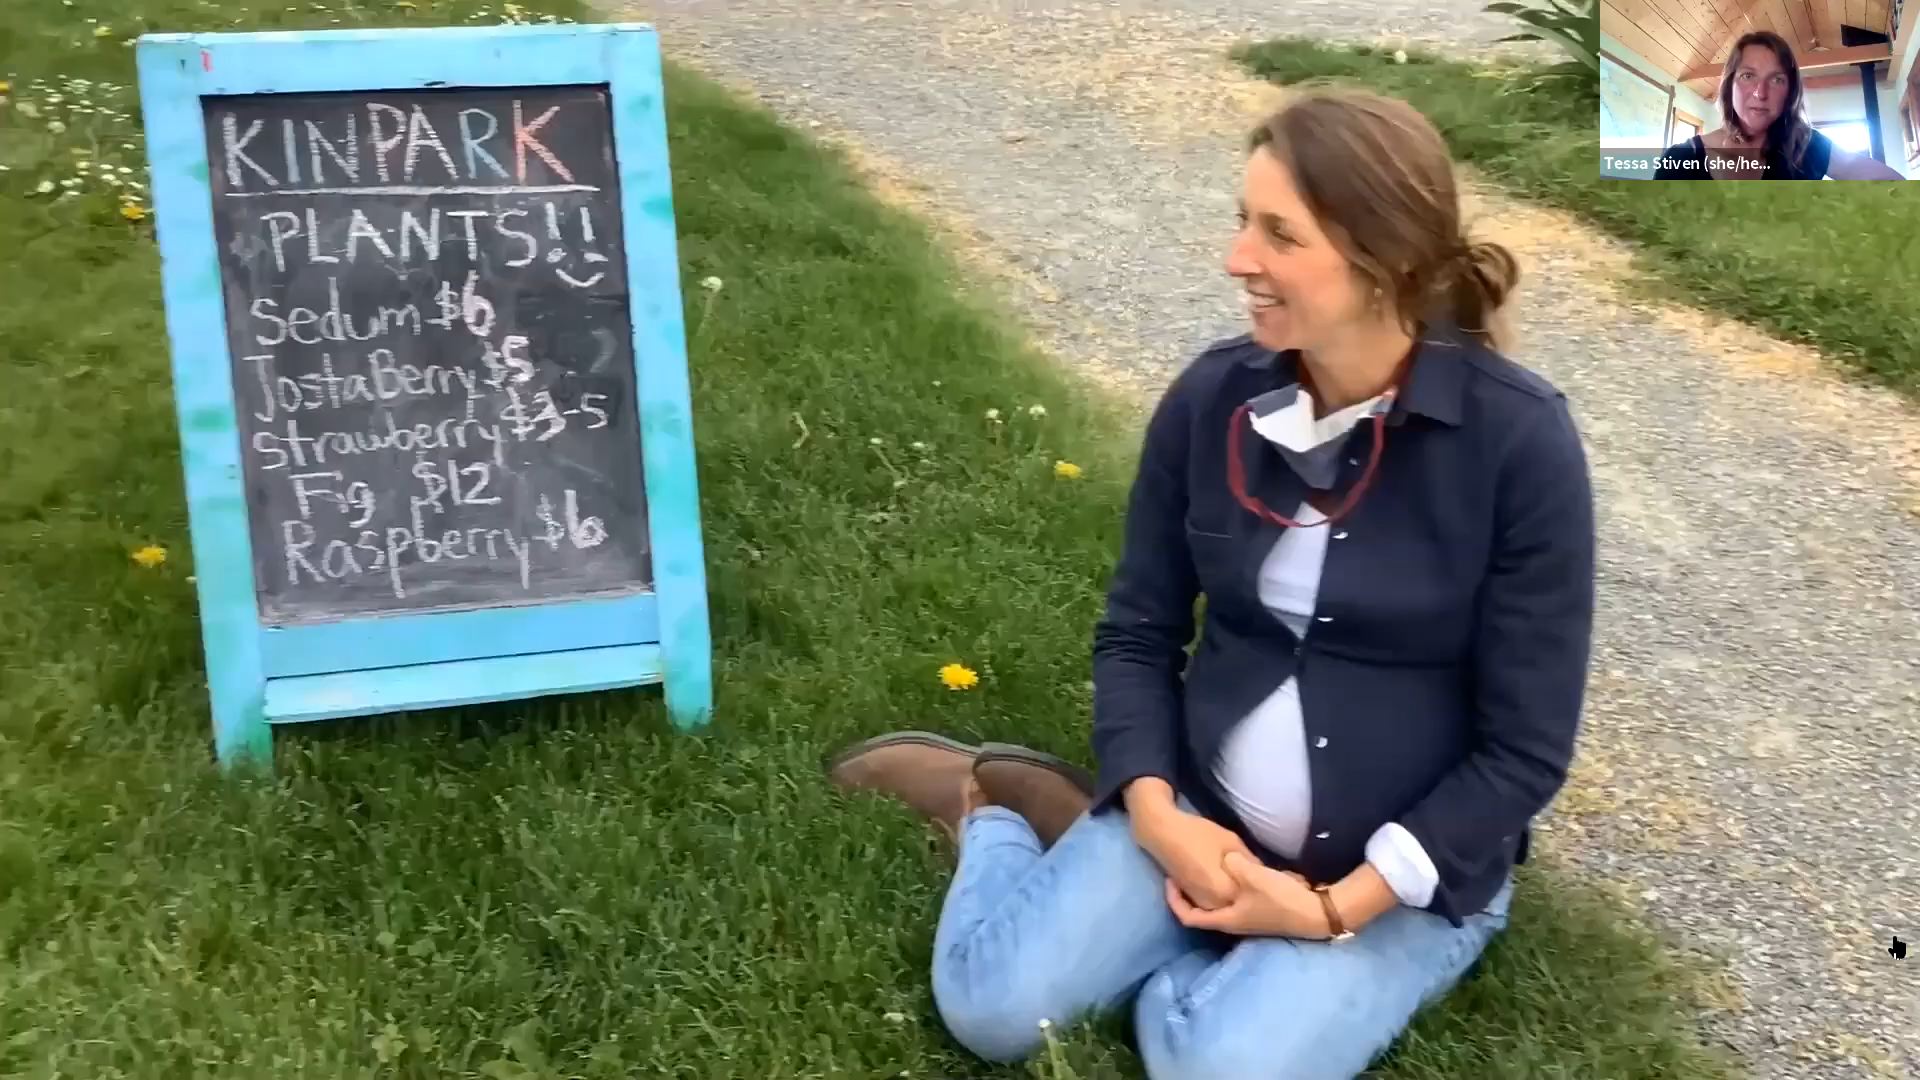 KINPARK
PLANTS!!
Sedum $6
JostaBerry $5
Strawberry $3-5
Fig $12
Raspberry $6
Tessa Stiven (she/he...